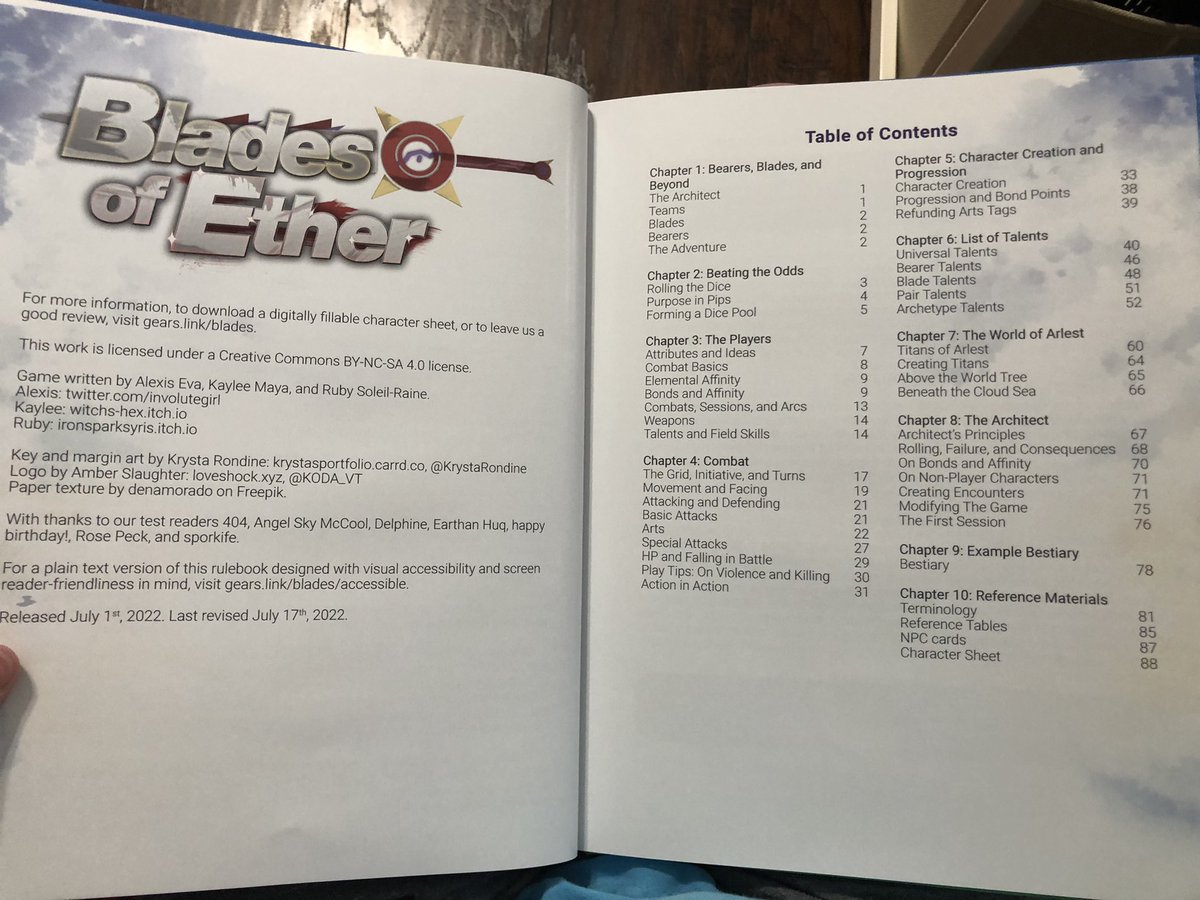 Blades
of Ether
For more information, to download a digitally fillable character sheet, or to leave us a
good review, visit gears.link/blades.
This work is licensed under a Creative Commons BY-NC-SA 4.0 license.
Game written by Alexis Eva, Kaylee Maya, and Ruby Soleil-Raine.
Alexis: twitter.com/involutegirl
Kaylee: witchs-hex.itch.io
Ruby: ironsparksyris.itch.io
Key and margin art by Krysta Rondine: krystasportfolio.carrd.co, @KrystaRondine
Logo by Amber Slaughter: loveshock.xyz, @KODA_VT
Paper texture by denamorado on Freepik.
With thanks to our test readers 404, Angel Sky McCool, Delphine, Earthan Huq, happy
birthday!, Rose Peck, and sporkife.
For a plain text version of this rulebook designed with visual accessibility and screen
reader-friendliness in mind, visit gears.link/blades/accessible.
Released July 1st, 2022. Last revised July 17th, 2022.
Table of Contents
Chapter 1: Bearers, Blades, and
Beyond
The Architect 1
Teams 1
Blades 2
Bearers 2
The Adventure 2
Chapter 2: Beating the Odds
Rolling the Dice 3
Purpose in Pips 4
Forming a Dice Pool 5
Chapter 3: The Players
Attributes and Ideas 7
Combat Basics 8
Elemental Affinity 9
Bonds and Affinity 9
Combats, Sessions, and Arcs 13
Weapons 14
Talents and Field Skills 14
Chapter 4: Combat
The Grid, Initiative, and Turns 17
Movement and Facing 19
Attacking and Defending 21
Basic Attacks 21
Arts 22
Special Attacks 27
HP and Falling in Battle 29
Play Tips: On Violence and Killing 30
Action in Action 31
Chapter 5: Character Creation and
Progression
Character Creation 33
Progression and Bond Points 38
Refunding Arts Tags 39
Chapter 6: List of Talents
Universal Talents 40
Bearer Talents 46
Blade Talents 48
Pair Talents 51
Archetype Talents 52
Chapter 7: The World of Arlest
Titans of Arlest 60
Creating Titans 64
Above the World Tree 65
Beneath the Cloud Sea 66
Chapter 8: The Architect
Architect's Principles 67
Rolling, Failure, and Consequences 68
On Bonds and Affinity 70
On Non-Player Characters 71
Creating Encounters 71
Modifying The Game 75
The First Session 76
Chapter 9: Example Bestiary
Bestiary 78
Chapter 10: Reference Materials
Terminology 81
Reference Tables 85
NPC cards 87
Character Sheet 88